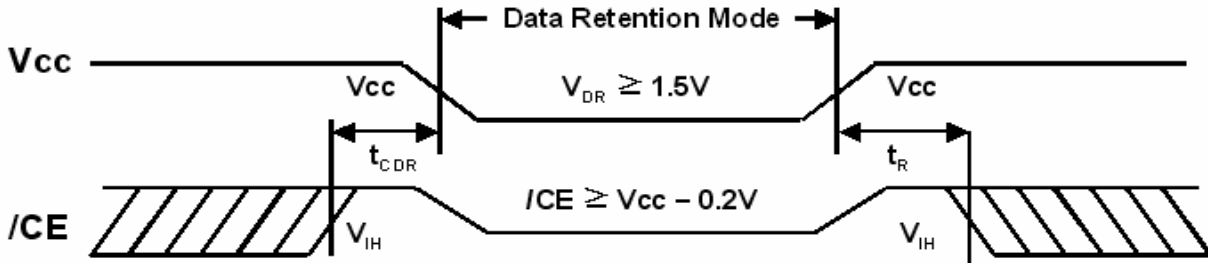 Data Retention Mode
Vcc
Vcc
V_DR ≥ 1.5V
Vcc
t_CDR
t_R
/CE
/CE ≥ Vcc – 0.2V
V_IH
V_IH